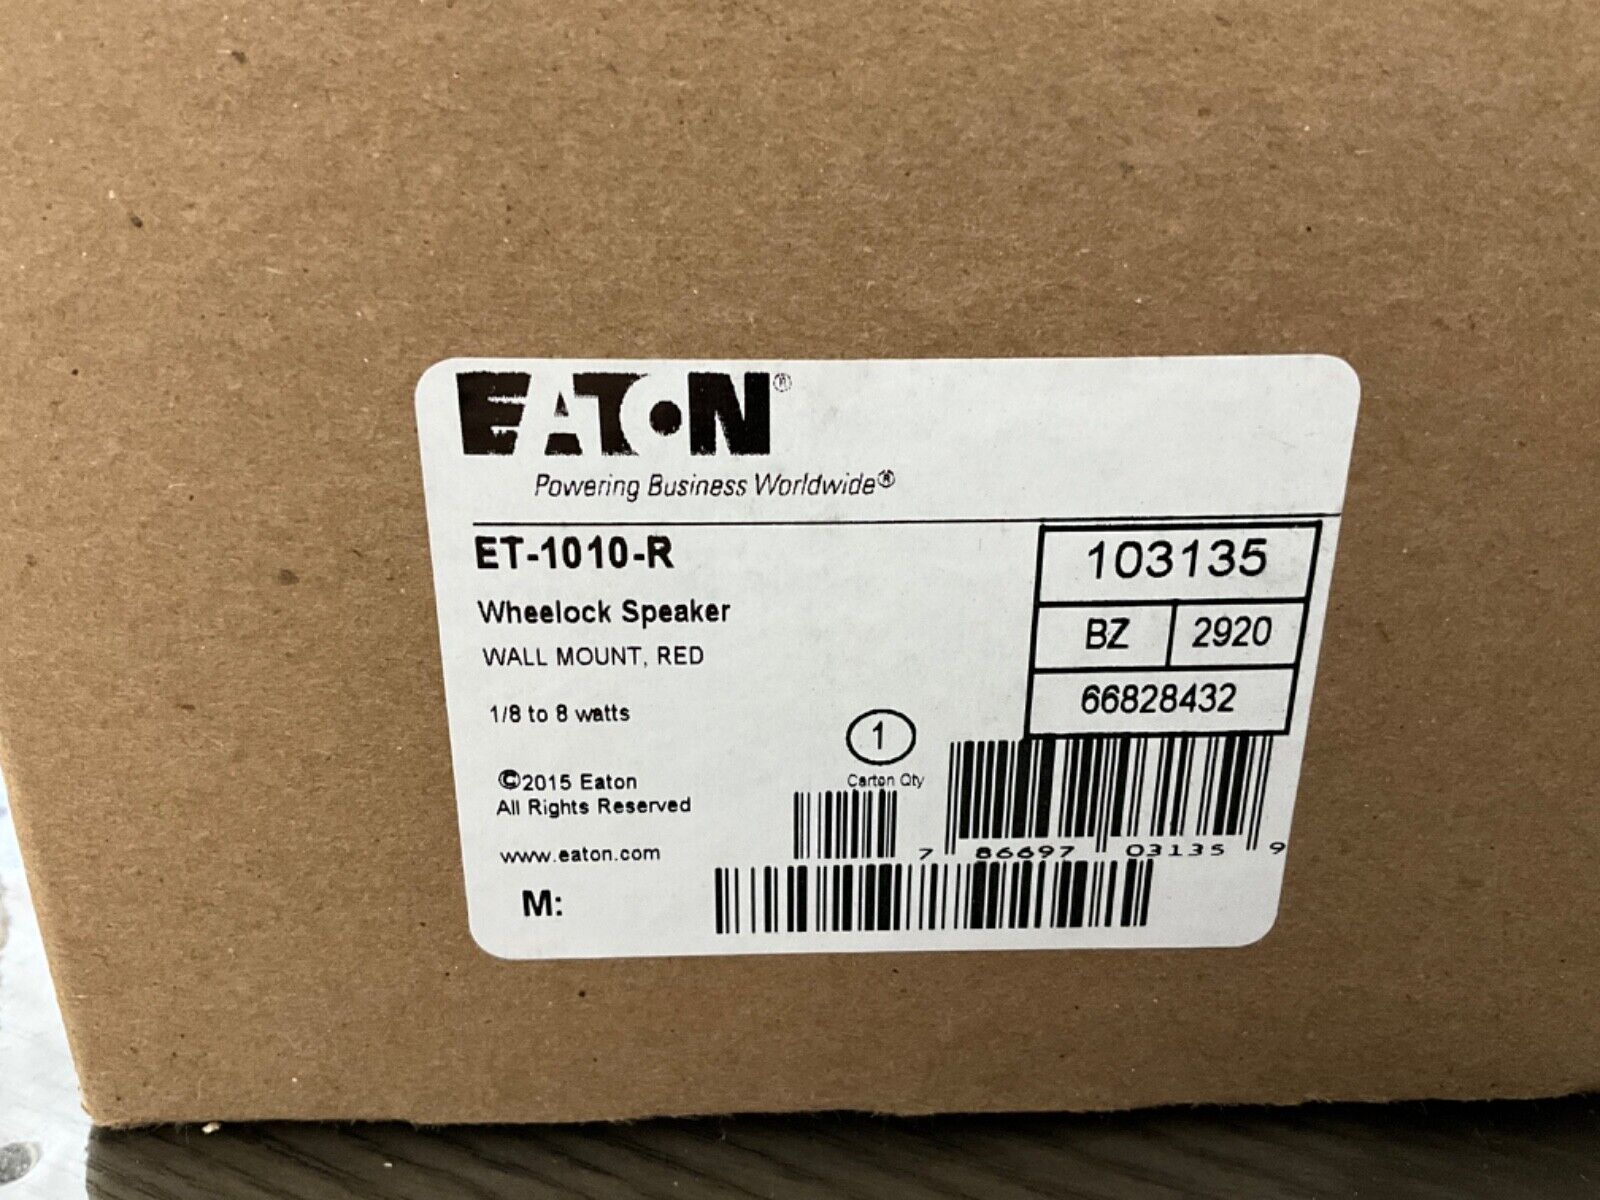 EATON®
Powering Business Worldwide®
ET-1010-R
Wheelock Speaker
WALL MOUNT, RED
1/8 to 8 watts
©2015 Eaton
All Rights Reserved
www.eaton.com
M:
103135
BZ 2920
66828432
1
Carton Qty
7 86697 03135 9